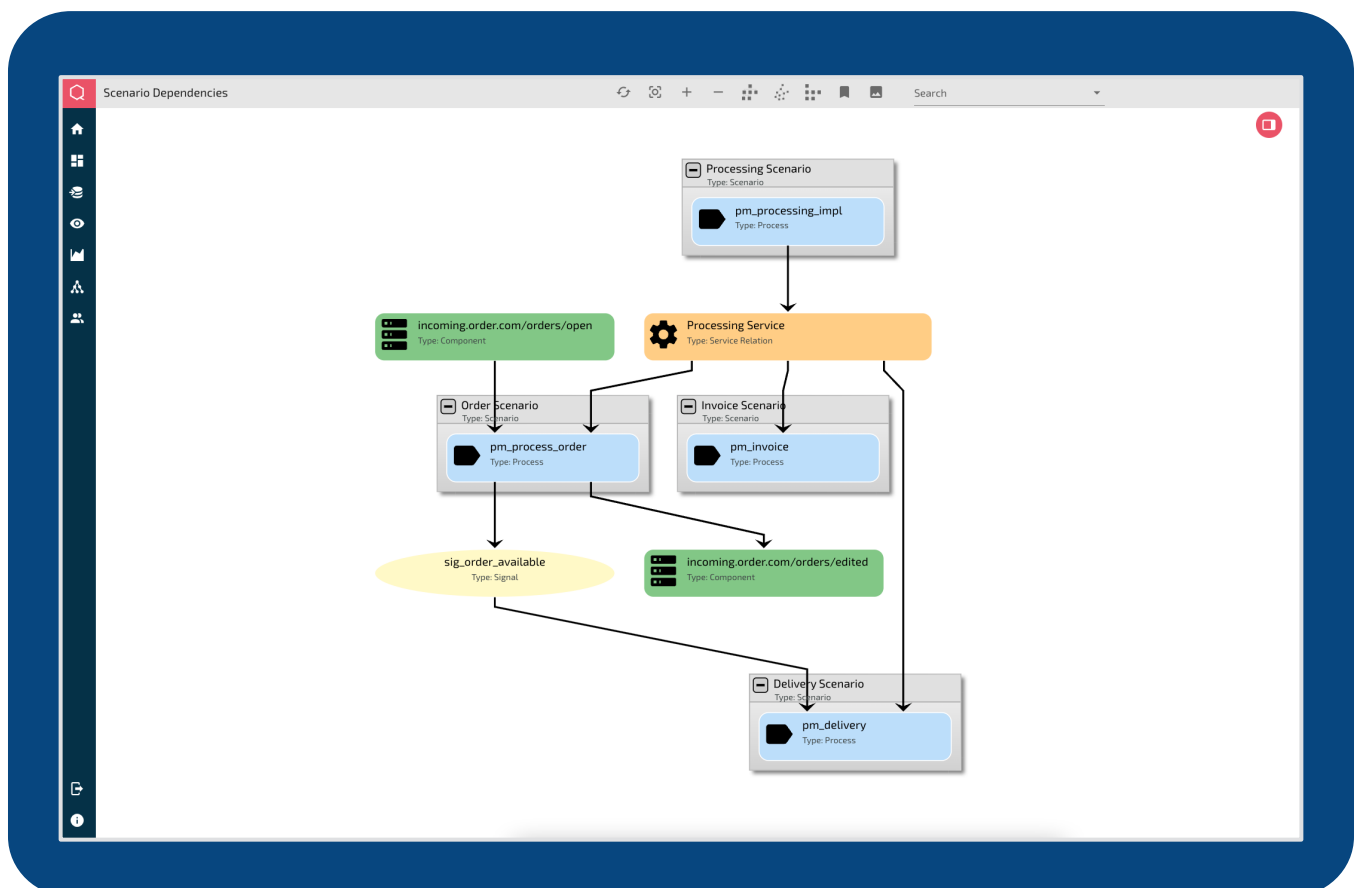 Scenario Dependencies
Search
Processing Scenario
Type: Scenario
pm_processing_impl
Type: Process
incoming.order.com/orders/open
Type: Component
Processing Service
Type: Service Relation
Order Scenario
Type: Scenario
pm_process_order
Type: Process
Invoice Scenario
Type: Scenario
pm_invoice
Type: Process
sig_order_available
Type: Signal
incoming.order.com/orders/edited
Type: Component
Delivery Scenario
Type: Scenario
pm_delivery
Type: Process